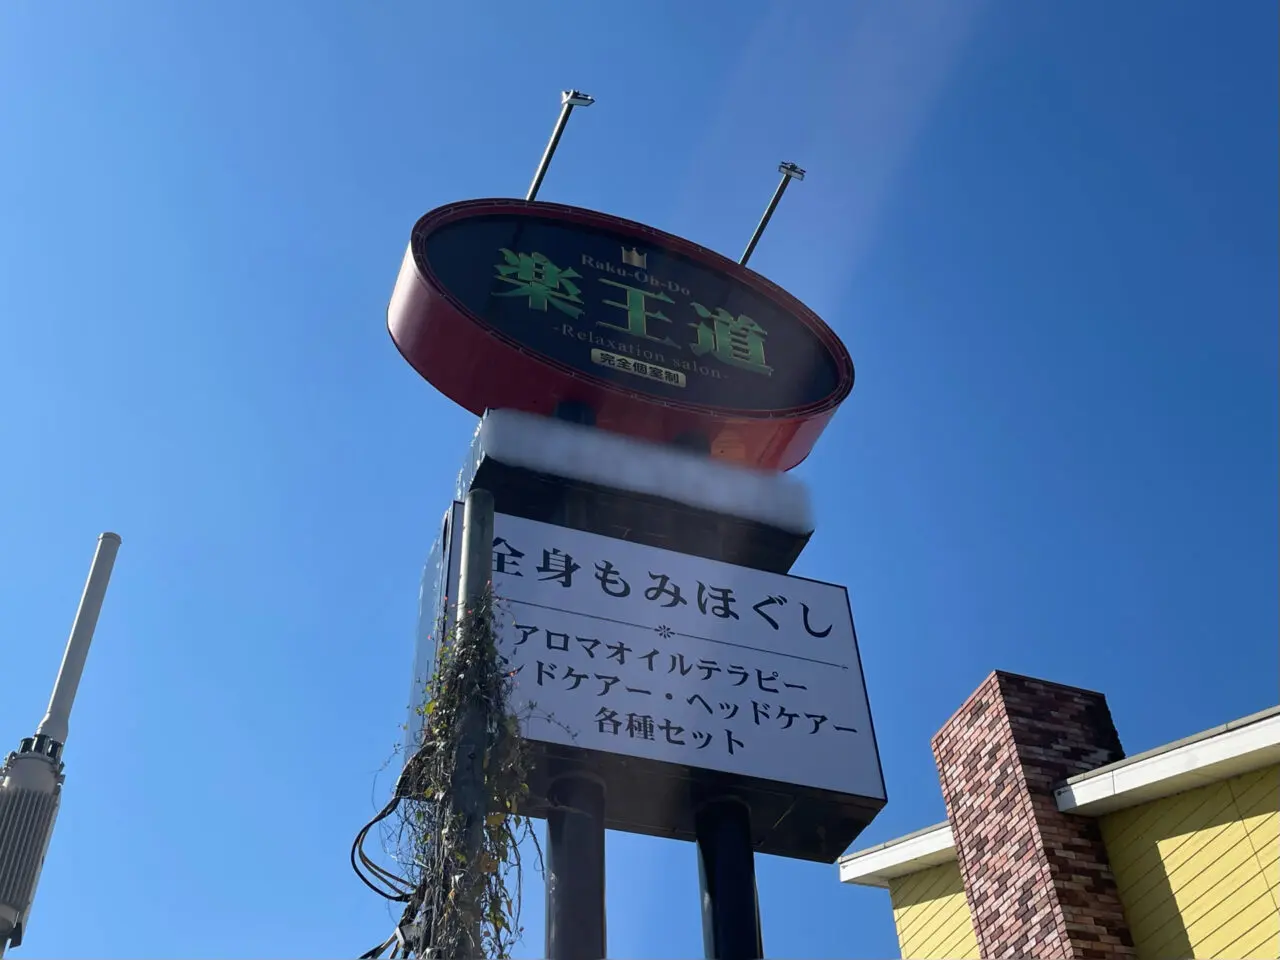 Raku-Oh-Do
楽王道
-Relaxation salon-
完全個室制
全身もみほぐし
アロマオイルテラピー
ンドケアー・ヘッドケアー
各種セット